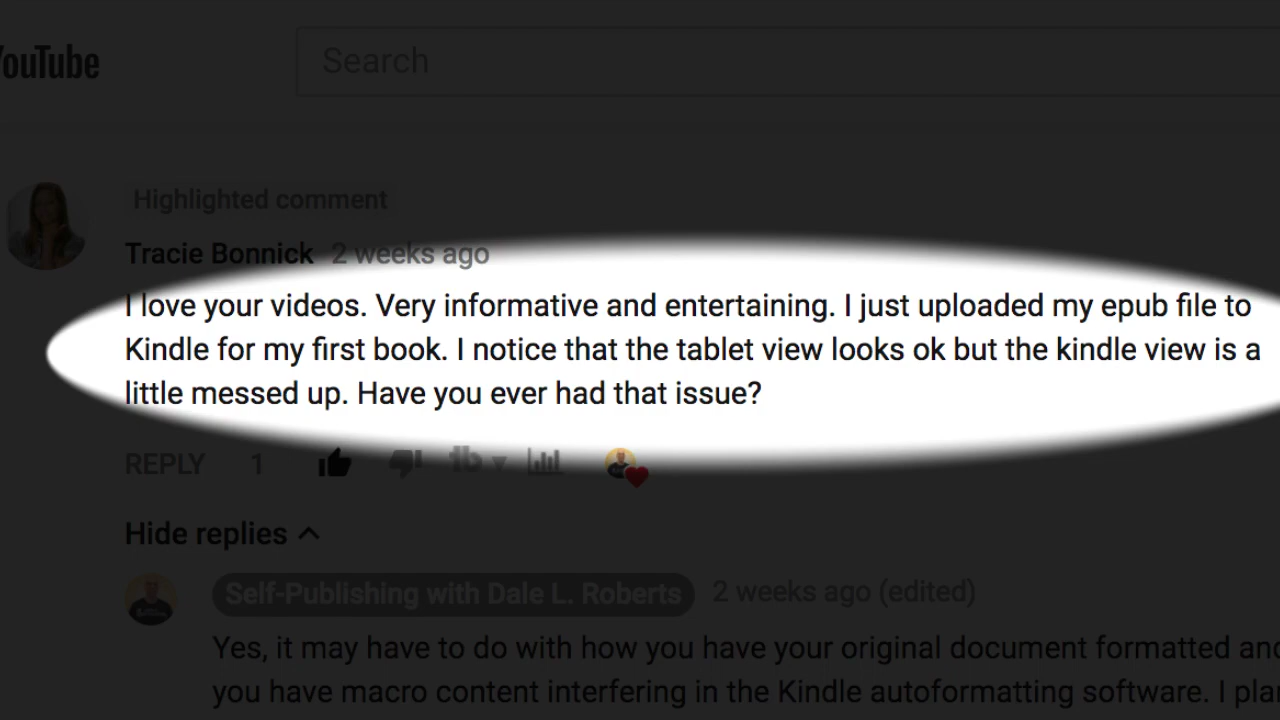 YouTube
Search
Highlighted comment
Tracie Bonnick 2 weeks ago
I love your videos. Very informative and entertaining. I just uploaded my epub file to
Kindle for my first book. I notice that the tablet view looks ok but the kindle view is a
little messed up. Have you ever had that issue?
REPLY 1 tb
Hide replies
Self-Publishing with Dale L. Roberts 2 weeks ago (edited)
Yes, it may have to do with how you have your original document formatted and
you have macro content interfering in the Kindle autoformatting software. I pla